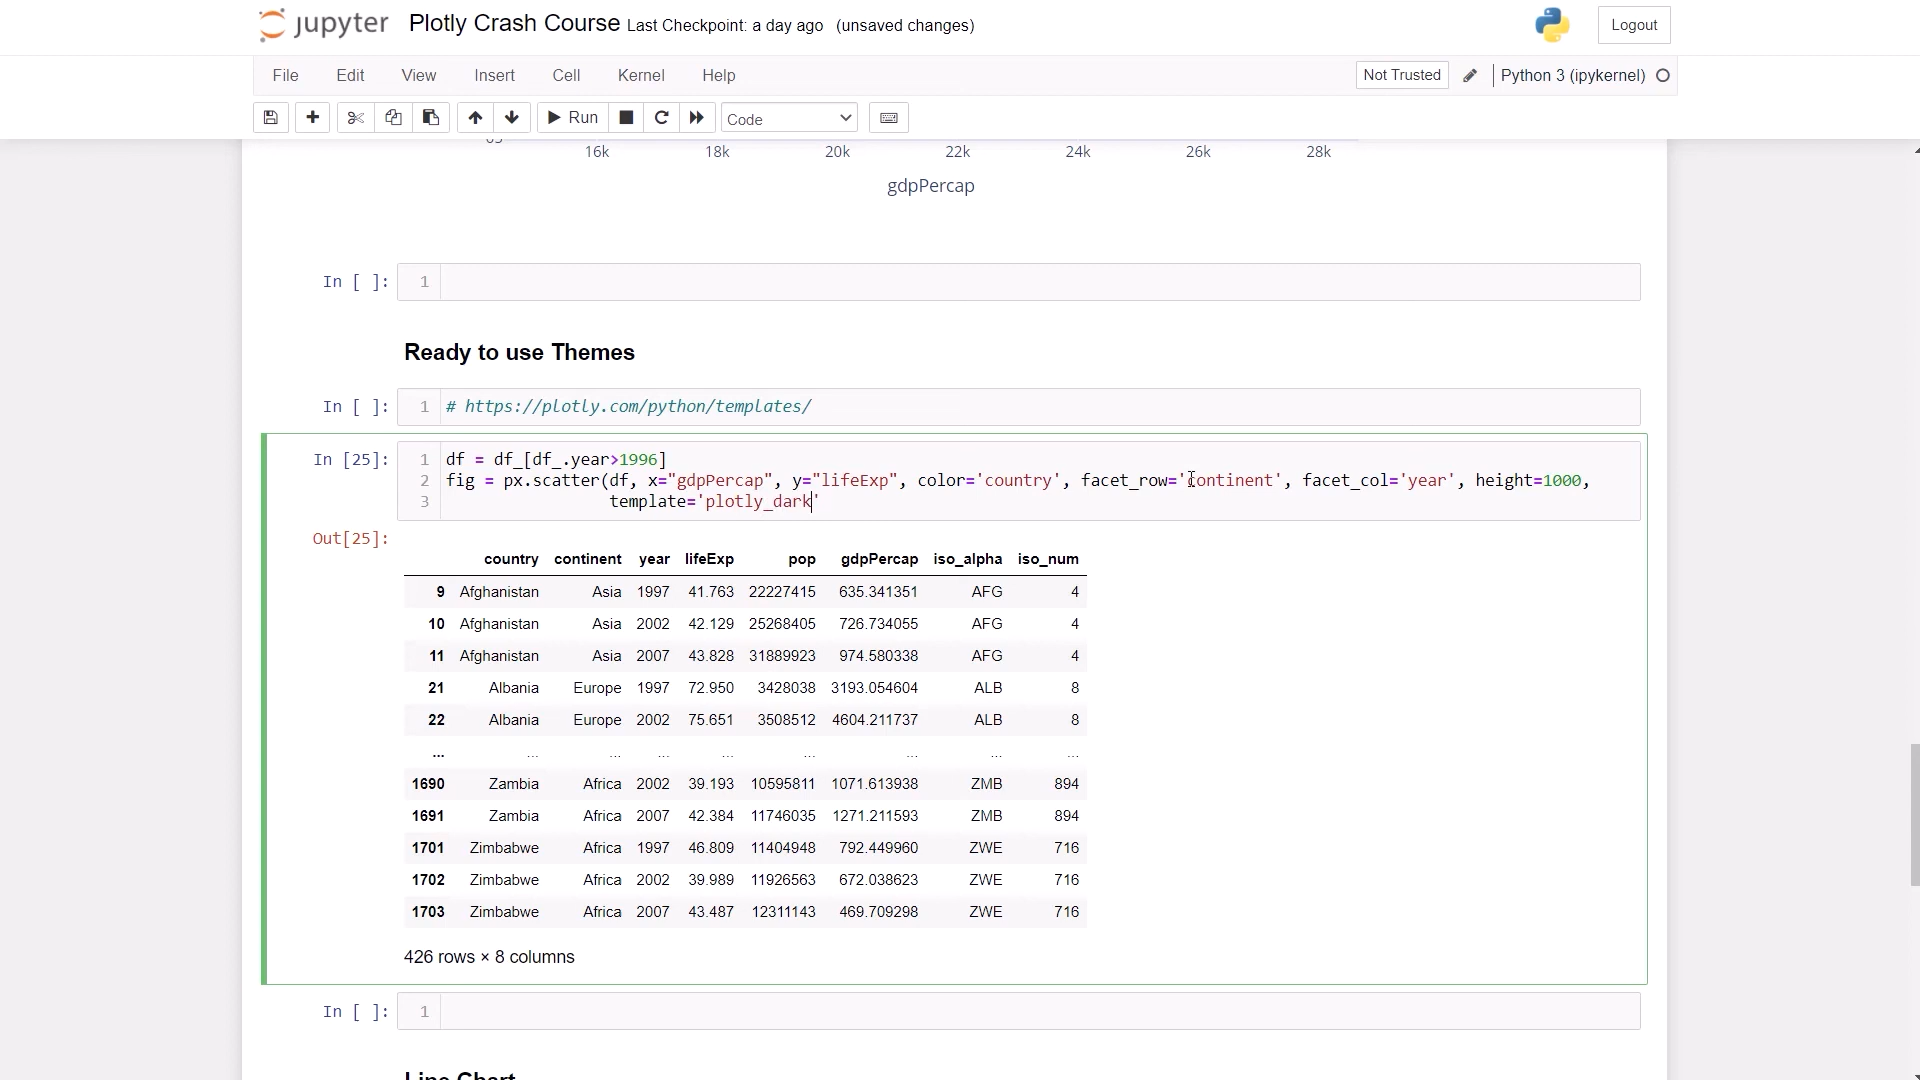 jupyter Plotly Crash Course Last Checkpoint: a day ago (unsaved changes) Logout
File Edit View Insert Cell Kernel Help Not Trusted Python 3 (ipykernel)
Run Code
16k 18k 20k 22k 24k 26k 28k
gdpPercap
In [ ]: 1
Ready to use Themes
In [ ]: 1 # https://plotly.com/python/templates/
In [25]: 1 df = df_[df_.year>1996]
2 fig = px.scatter(df, x="gdpPercap", y="lifeExp", color='country', facet_row='continent', facet_col='year', height=1000,
3 template='plotly_dark'
Out[25]:
country continent year lifeExp pop gdpPercap iso_alpha iso_num
9 Afghanistan Asia 1997 41.763 22227415 635.341351 AFG 4
10 Afghanistan Asia 2002 42.129 25268405 726.734055 AFG 4
11 Afghanistan Asia 2007 43.828 31889923 974.580338 AFG 4
21 Albania Europe 1997 72.950 3428038 3193.054604 ALB 8
22 Albania Europe 2002 75.651 3508512 4604.211737 ALB 8
... ... ... ... ... ... ... ... ...
1690 Zambia Africa 2002 39.193 10595811 1071.613938 ZMB 894
1691 Zambia Africa 2007 42.384 11746035 1271.211593 ZMB 894
1701 Zimbabwe Africa 1997 46.809 11404948 792.449960 ZWE 716
1702 Zimbabwe Africa 2002 39.989 11926563 672.038623 ZWE 716
1703 Zimbabwe Africa 2007 43.487 12311143 469.709298 ZWE 716
426 rows × 8 columns
In [ ]: 1
Line Chart